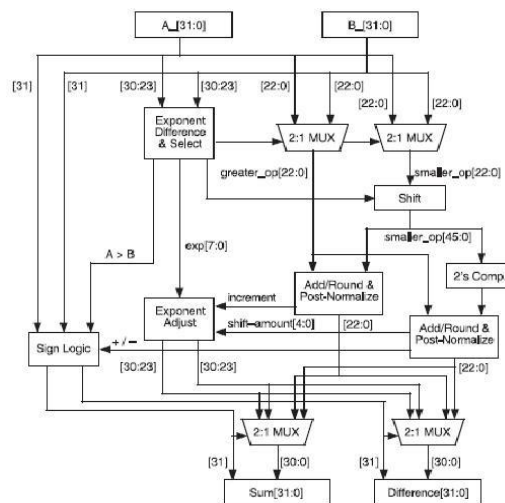 A_[31:0]
B_[31:0]
[31]
[31]
[30:23]
[30:23]
[22:0]
[22:0]
[22:0]
[22:0]
Exponent
Difference
& Select
2:1 MUX
2:1 MUX
greater_op[22:0]
smaller_op[22:0]
Shift
smaller_op[45:0]
A > B
exp[7:0]
2's Comp.
Add/Round &
Post-Normalize
increment
Exponent
Adjust
shift-amount[4:0]
[22:0]
Add/Round &
Post-Normalize
Sign Logic
+ / −
[30:23]
[30:23]
[22:0]
2:1 MUX
2:1 MUX
[31]
[30:0]
[31]
[30:0]
Sum[31:0]
Difference[31:0]